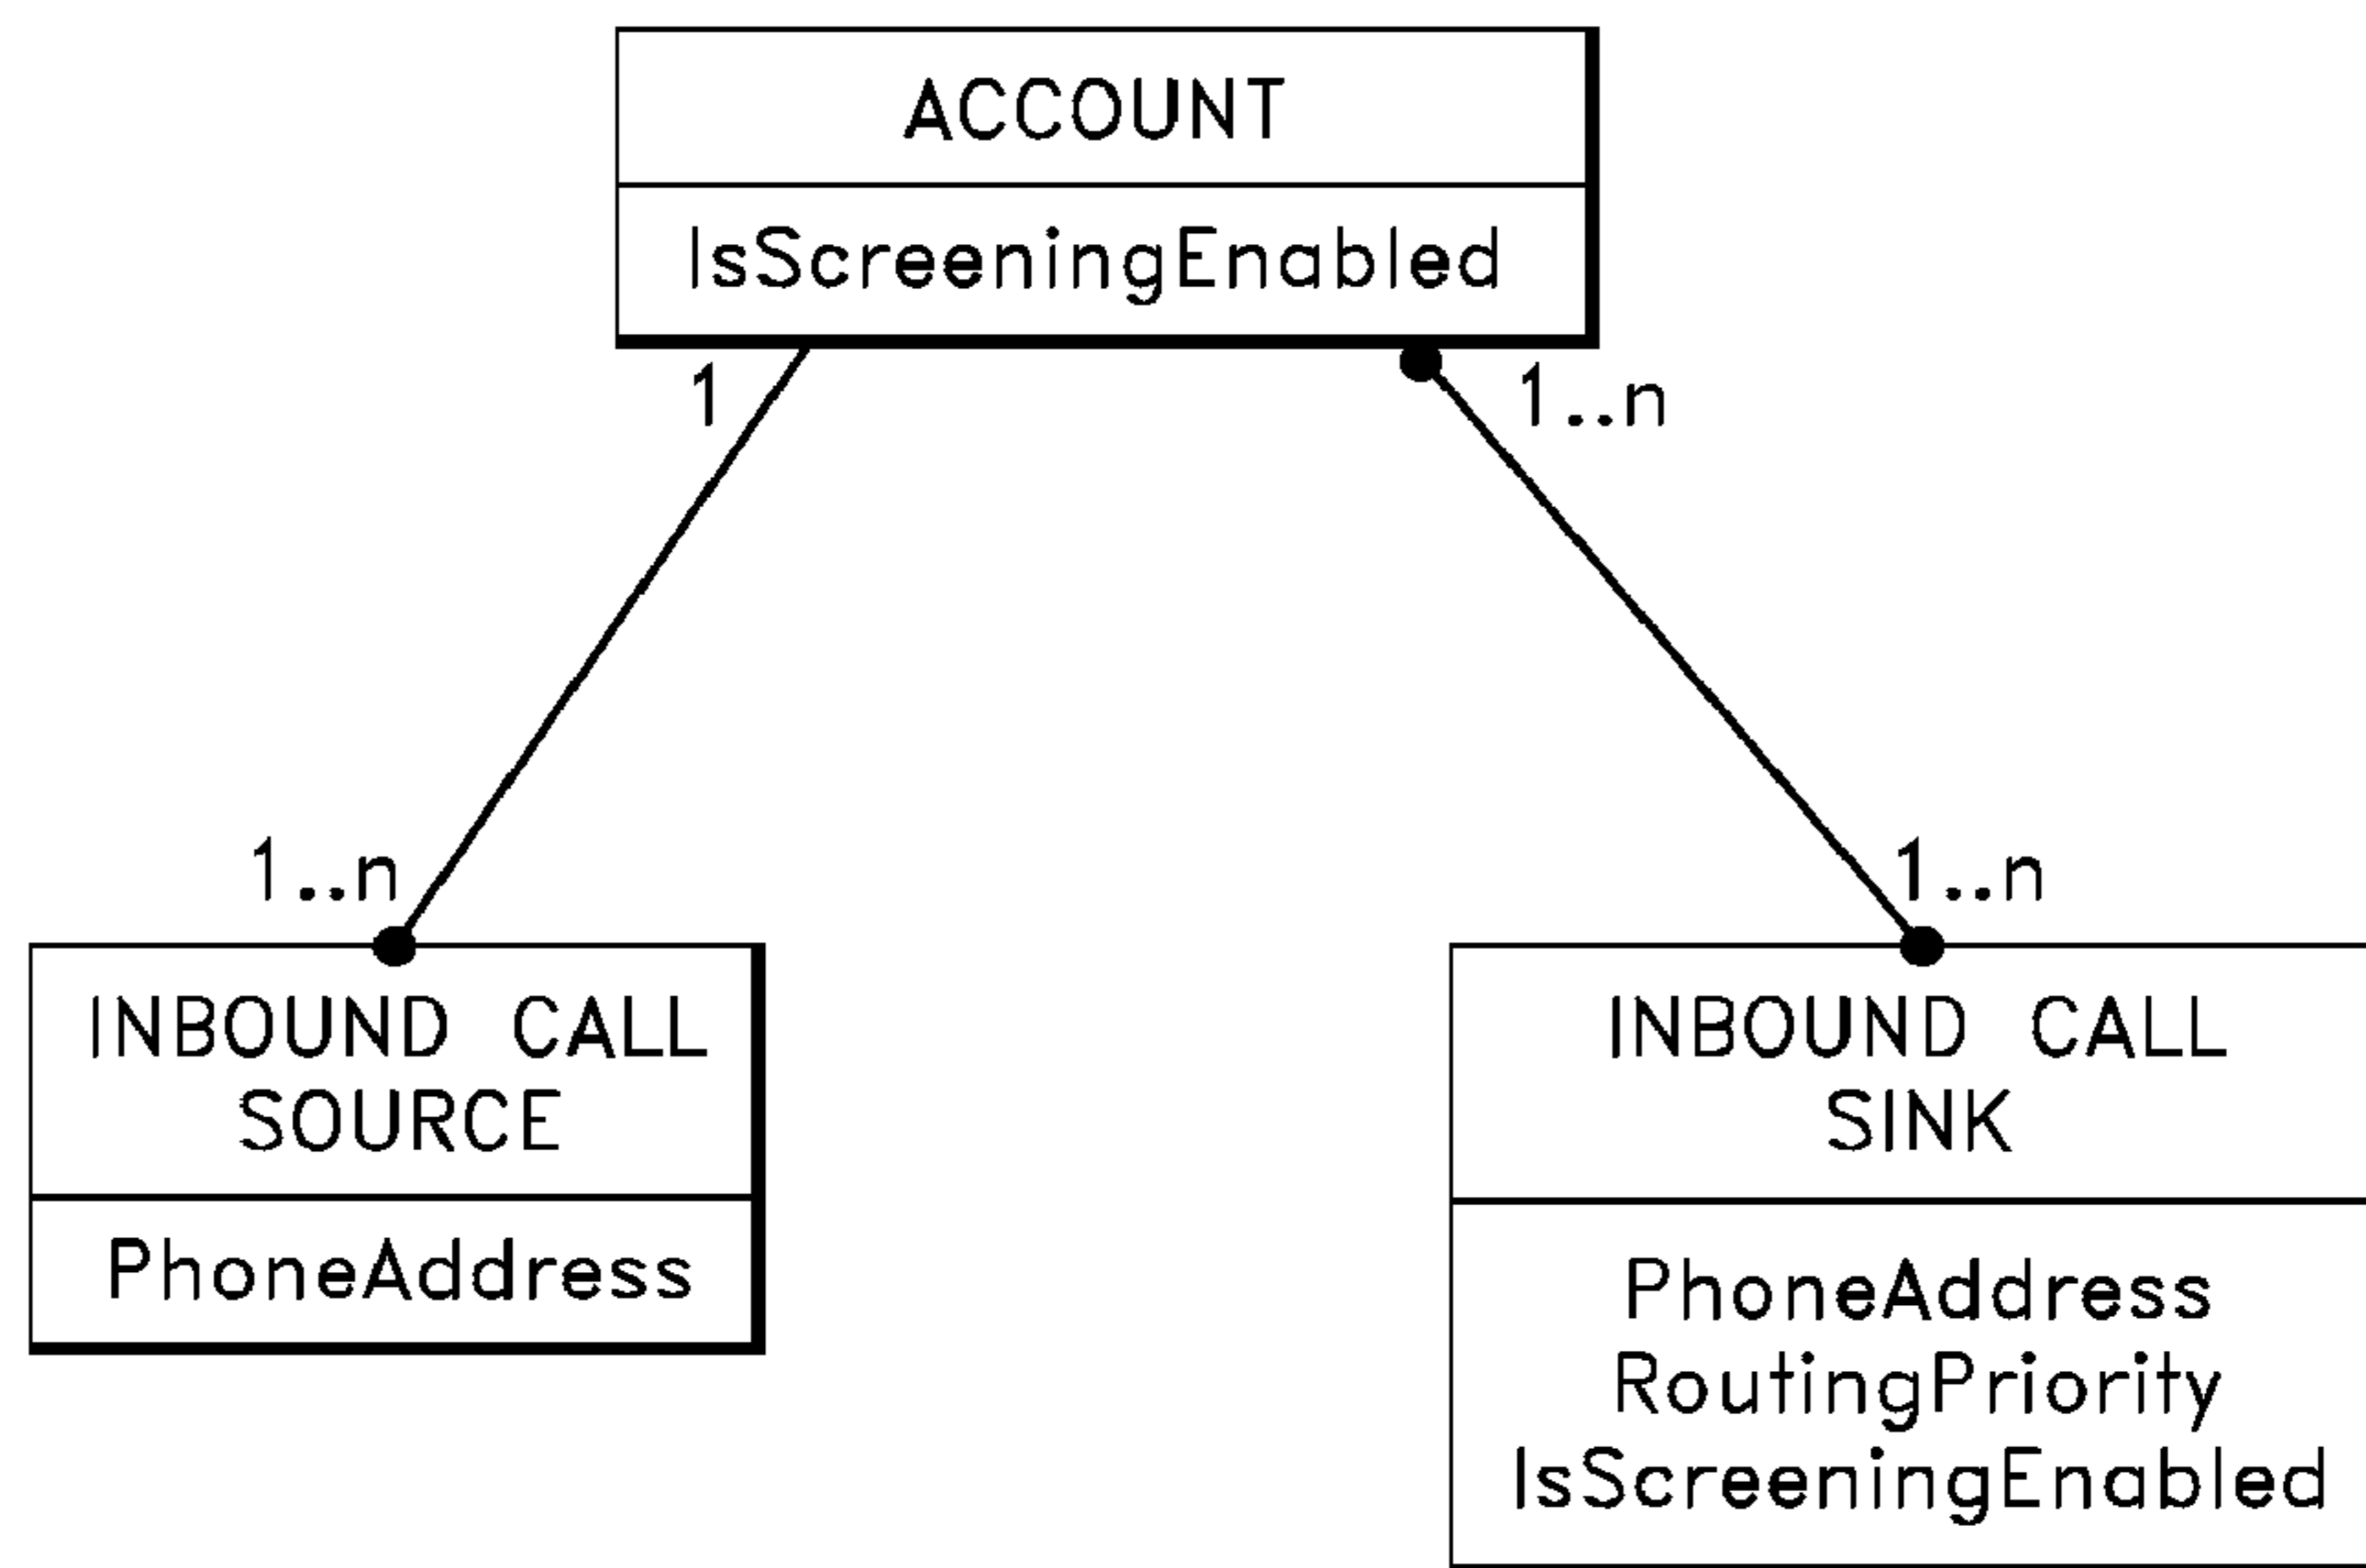 ACCOUNT
IsScreeningEnabled
1
1..n
1..n
1..n
INBOUND CALL
SOURCE
PhoneAddress
INBOUND CALL
SINK
PhoneAddress
RoutingPriority
IsScreeningEnabled